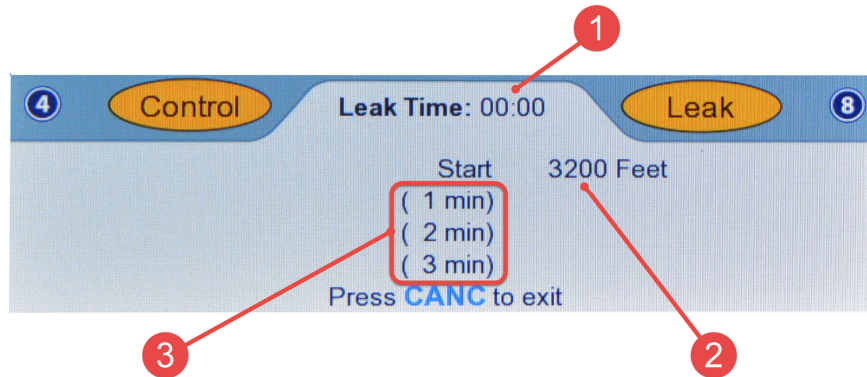 1
4 Control Leak Time: 00:00 Leak 8
Start 3200 Feet
( 1 min)
( 2 min)
( 3 min)
Press CANC to exit
3 2